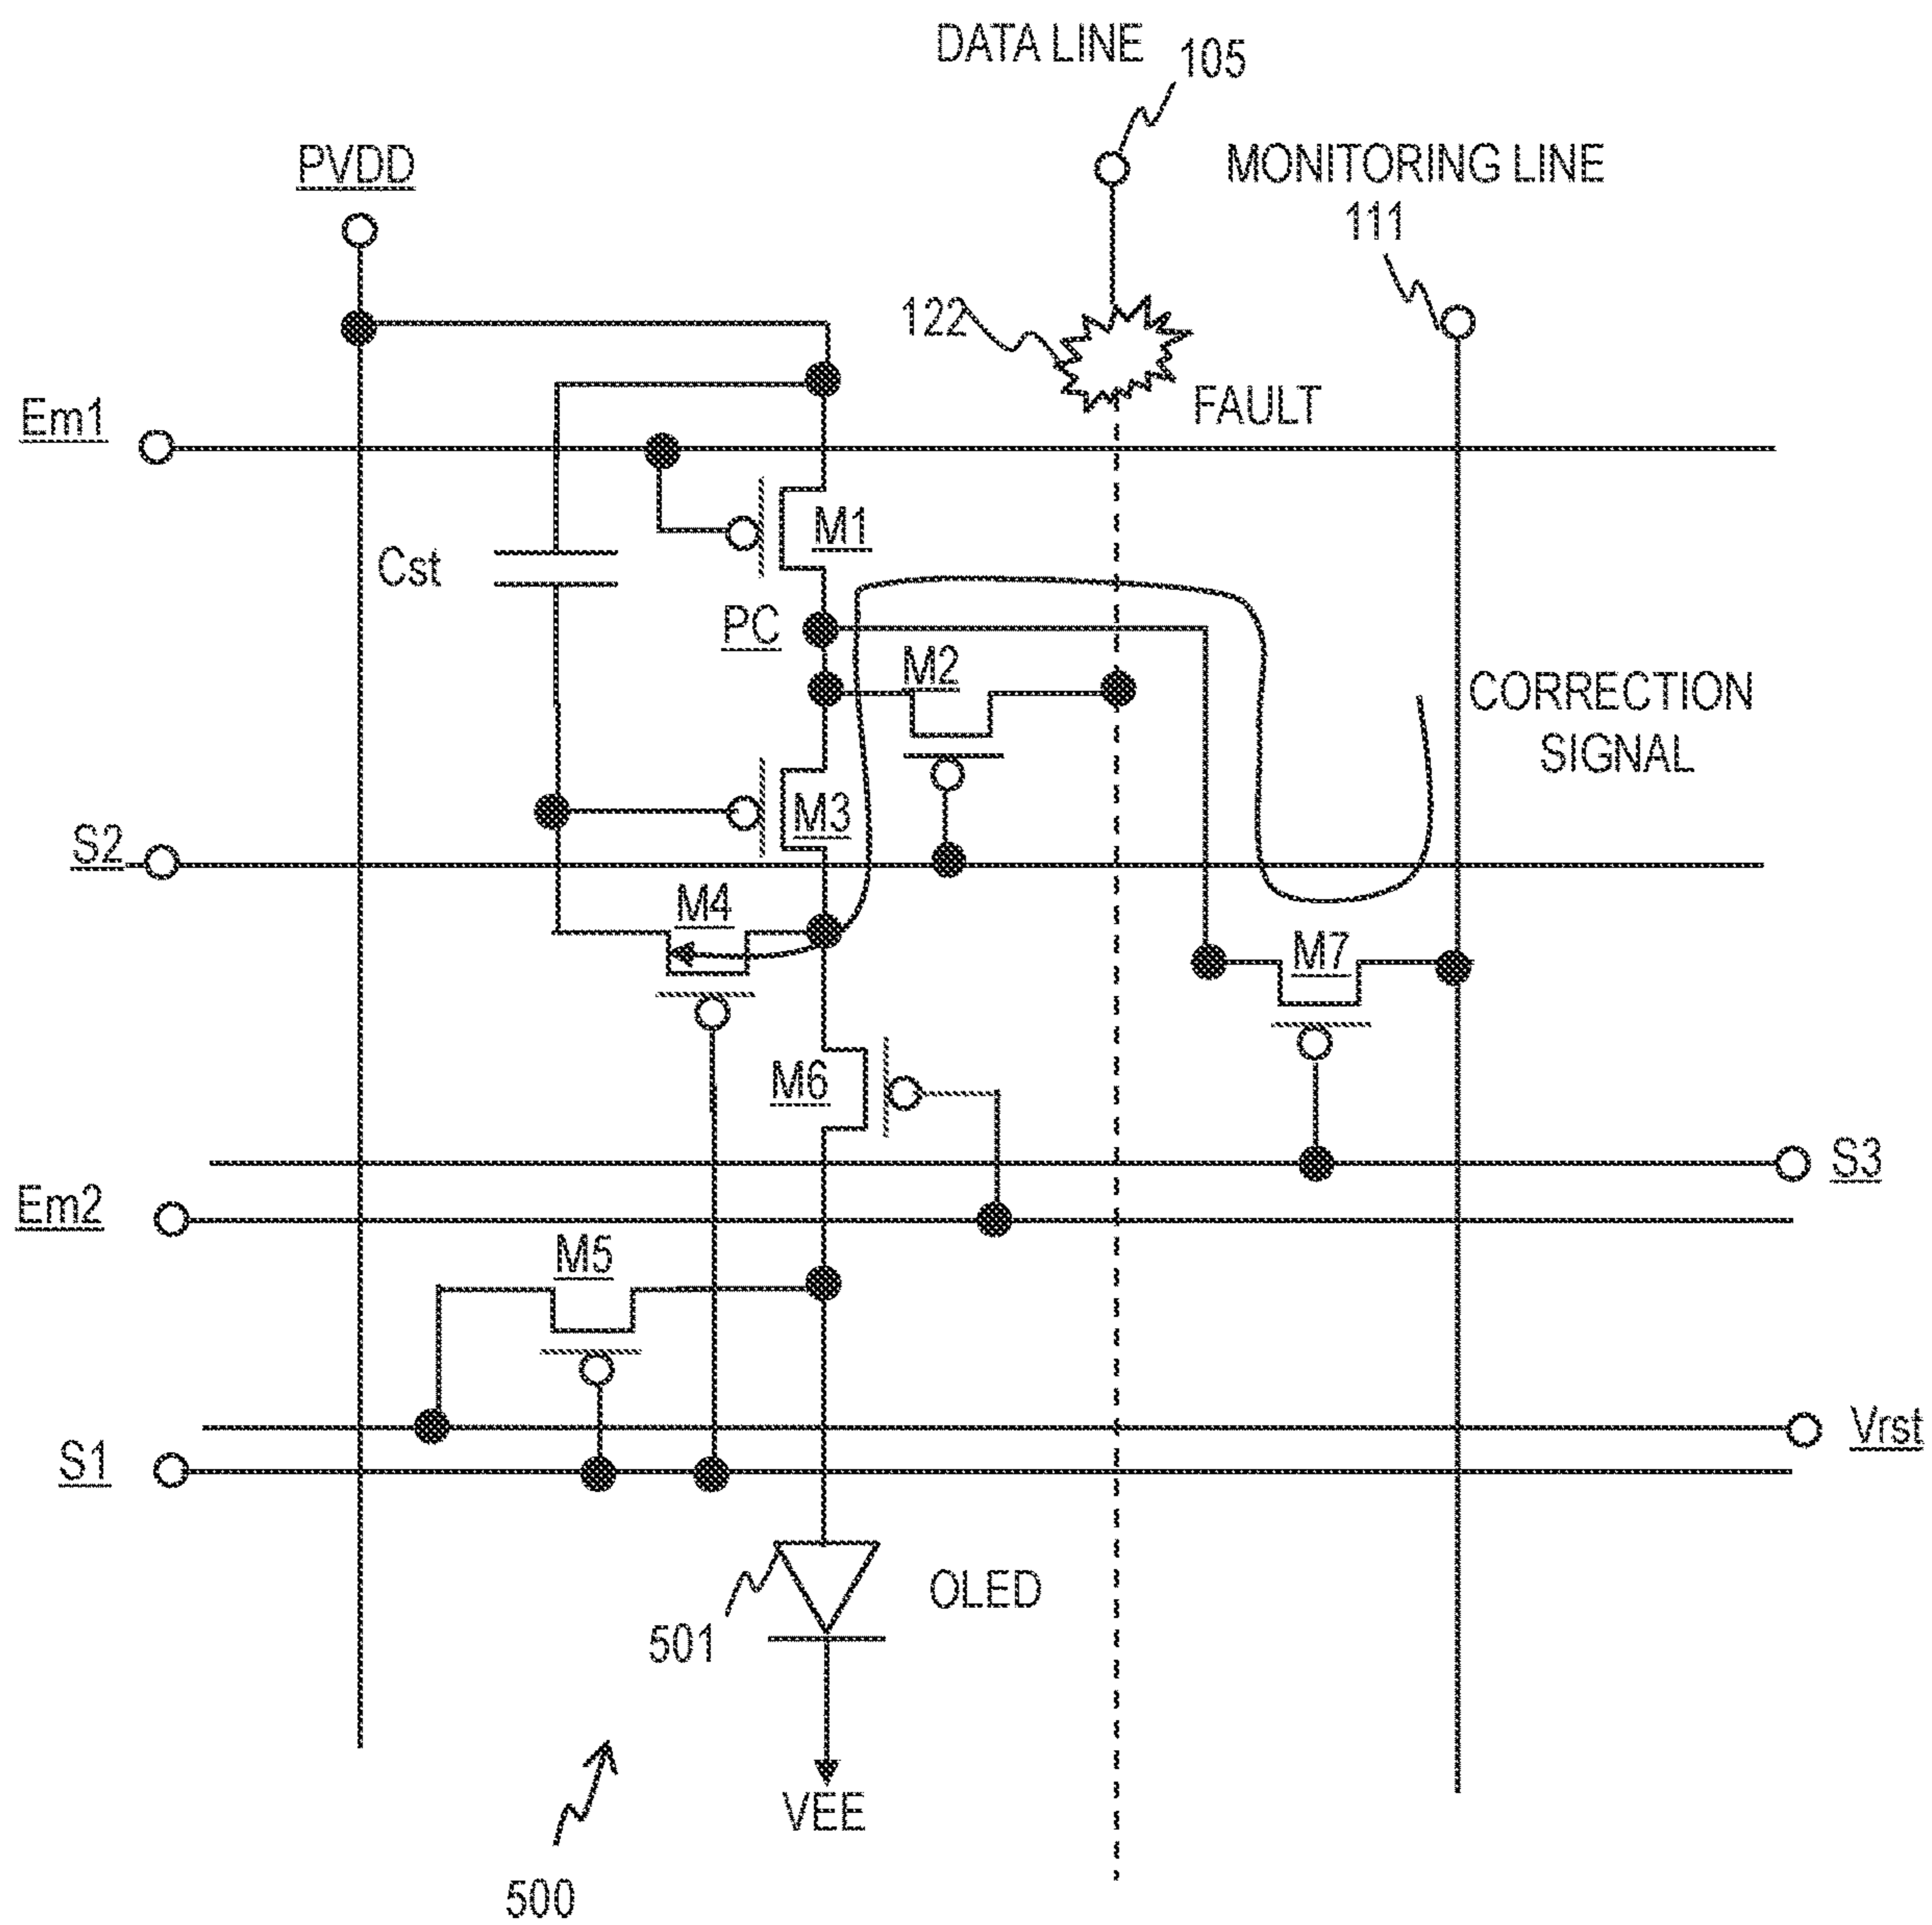 DATA LINE
105
PVDD
MONITORING LINE
111
122
FAULT
Em1
M1
Cst
PC
M2
CORRECTION
SIGNAL
M3
S2
M4
M7
M6
S3
Em2
M5
Vrst
S1
OLED
501
VEE
500